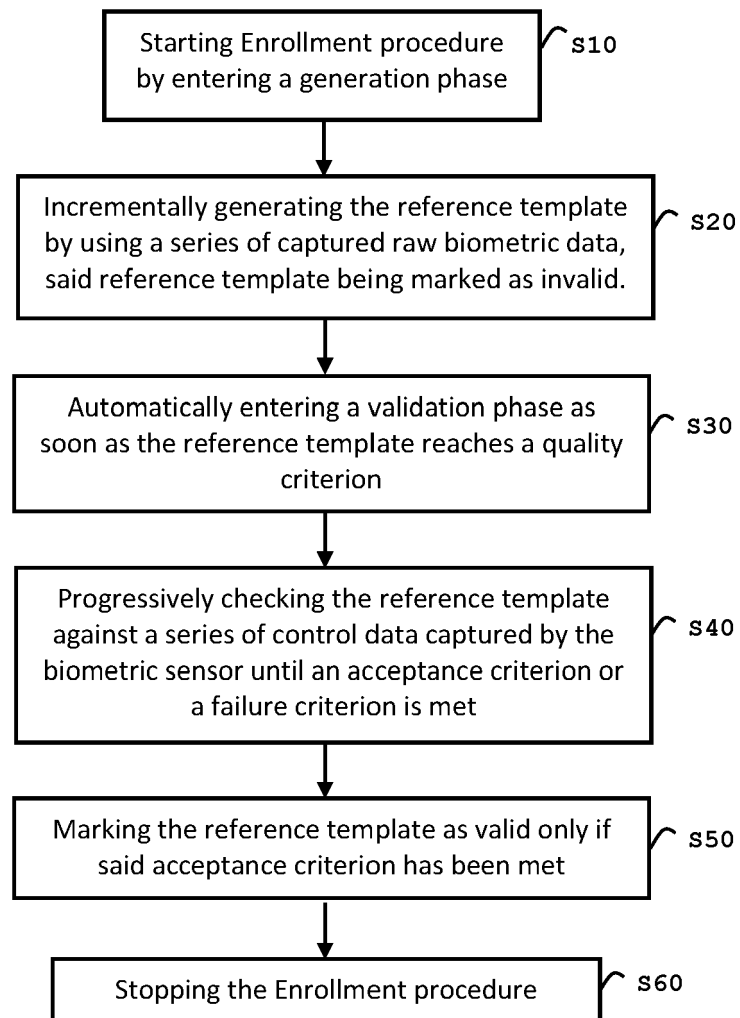 Starting Enrollment procedure
by entering a generation phase
S10
Incrementally generating the reference template
by using a series of captured raw biometric data,
said reference template being marked as invalid.
S20
Automatically entering a validation phase as
soon as the reference template reaches a quality
criterion
S30
Progressively checking the reference template
against a series of control data captured by the
biometric sensor until an acceptance criterion or
a failure criterion is met
S40
Marking the reference template as valid only if
said acceptance criterion has been met
S50
Stopping the Enrollment procedure
S60